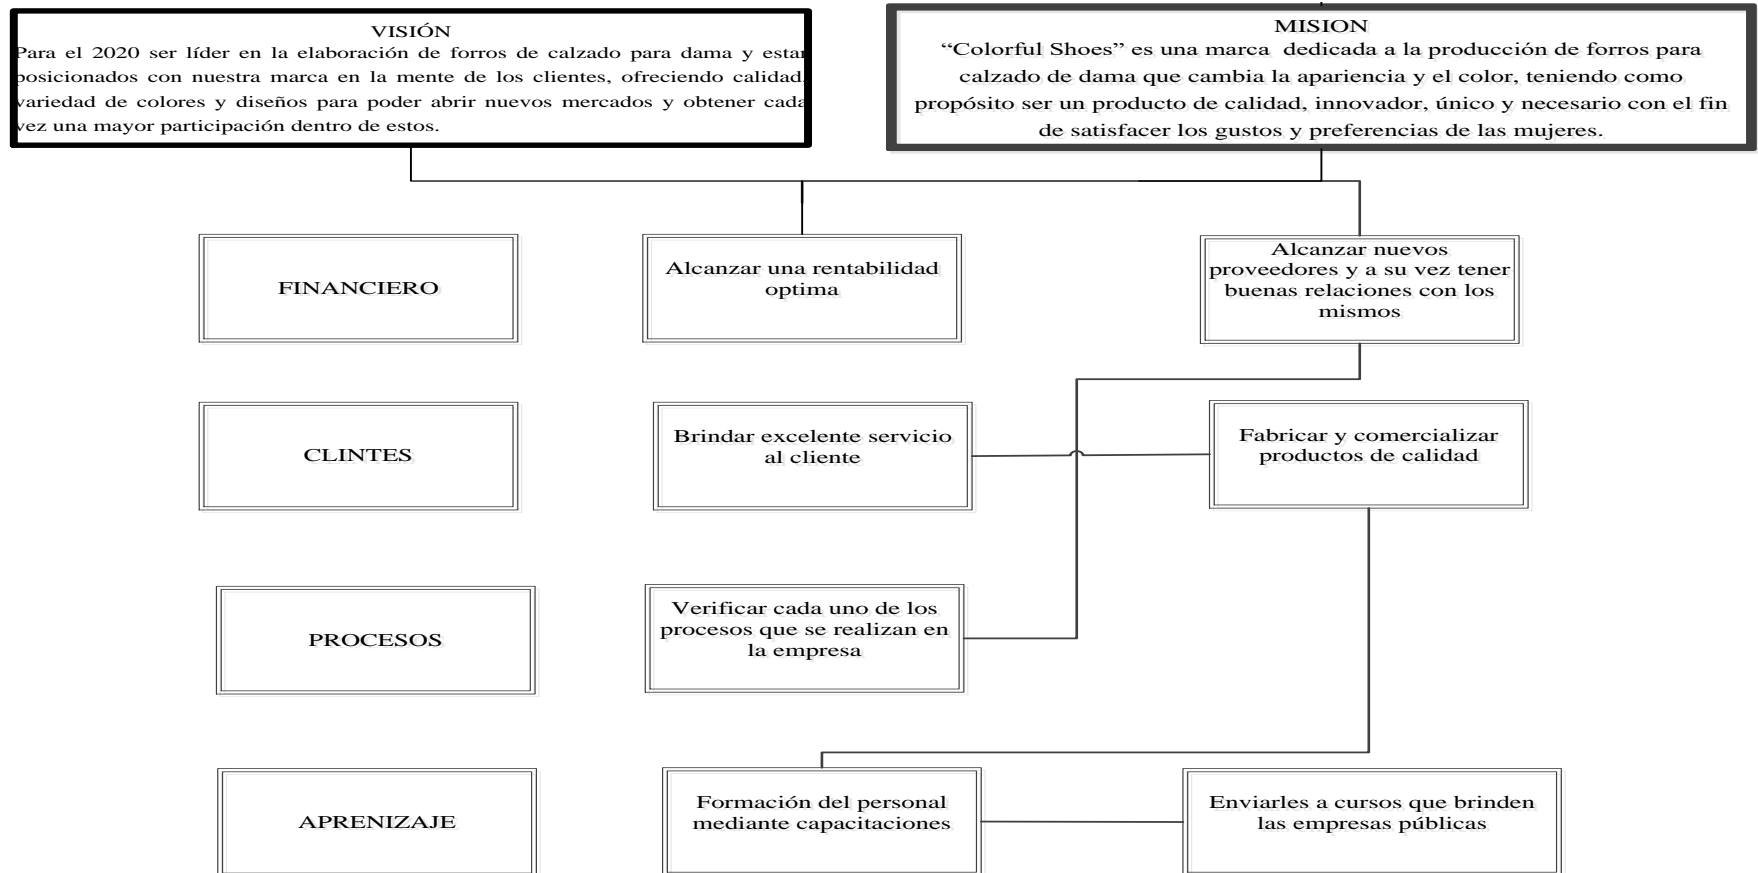 VISIÓN
Para el 2020 ser líder en la elaboración de forros de calzado para dama y estar
posicionados con nuestra marca en la mente de los clientes, ofreciendo calidad,
variedad de colores y diseños para poder abrir nuevos mercados y obtener cada
vez una mayor participación dentro de estos.
MISION
“Colorful Shoes” es una marca dedicada a la producción de forros para
calzado de dama que cambia la apariencia y el color, teniendo como
propósito ser un producto de calidad, innovador, único y necesario con el fin
de satisfacer los gustos y preferencias de las mujeres.
FINANCIERO
Alcanzar una rentabilidad
optima
Alcanzar nuevos
proveedores y a su vez tener
buenas relaciones con los
mismos
CLINTES
Brindar excelente servicio
al cliente
Fabricar y comercializar
productos de calidad
PROCESOS
Verificar cada uno de los
procesos que se realizan en
la empresa
APRENIZAJE
Formación del personal
mediante capacitaciones
Enviarles a cursos que brinden
las empresas públicas